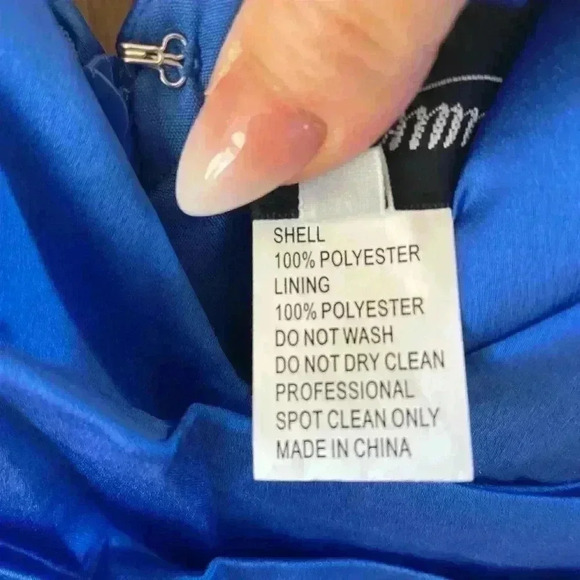 SHELL
100% POLYESTER
LINING
100% POLYESTER
DO NOT WASH
DO NOT DRY CLEAN
PROFESSIONAL
SPOT CLEAN ONLY
MADE IN CHINA